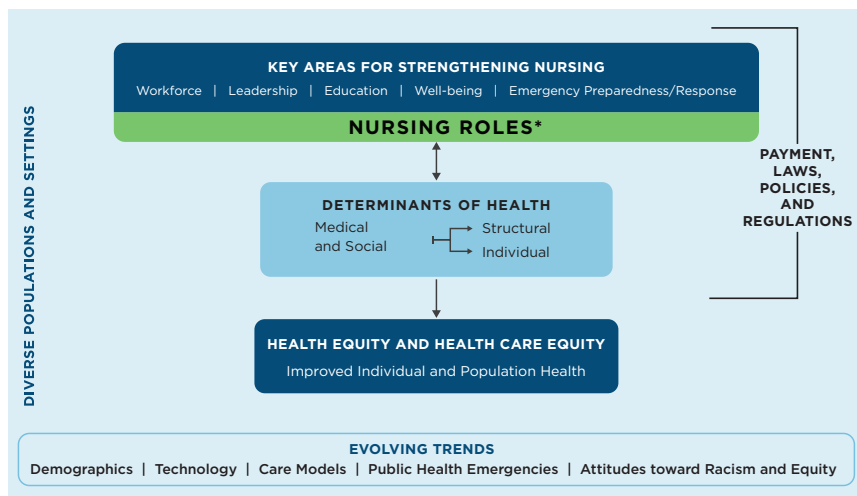 KEY AREAS FOR STRENGTHENING NURSING
Workforce | Leadership | Education | Well-being | Emergency Preparedness/Response
NURSING ROLES*
DIVERSE POPULATIONS AND SETTINGS
PAYMENT,
LAWS,
POLICIES,
AND
REGULATIONS
DETERMINANTS OF HEALTH
Medical
and Social
Structural
Individual
HEALTH EQUITY AND HEALTH CARE EQUITY
Improved Individual and Population Health
EVOLVING TRENDS
Demographics | Technology | Care Models | Public Health Emergencies | Attitudes toward Racism and Equity